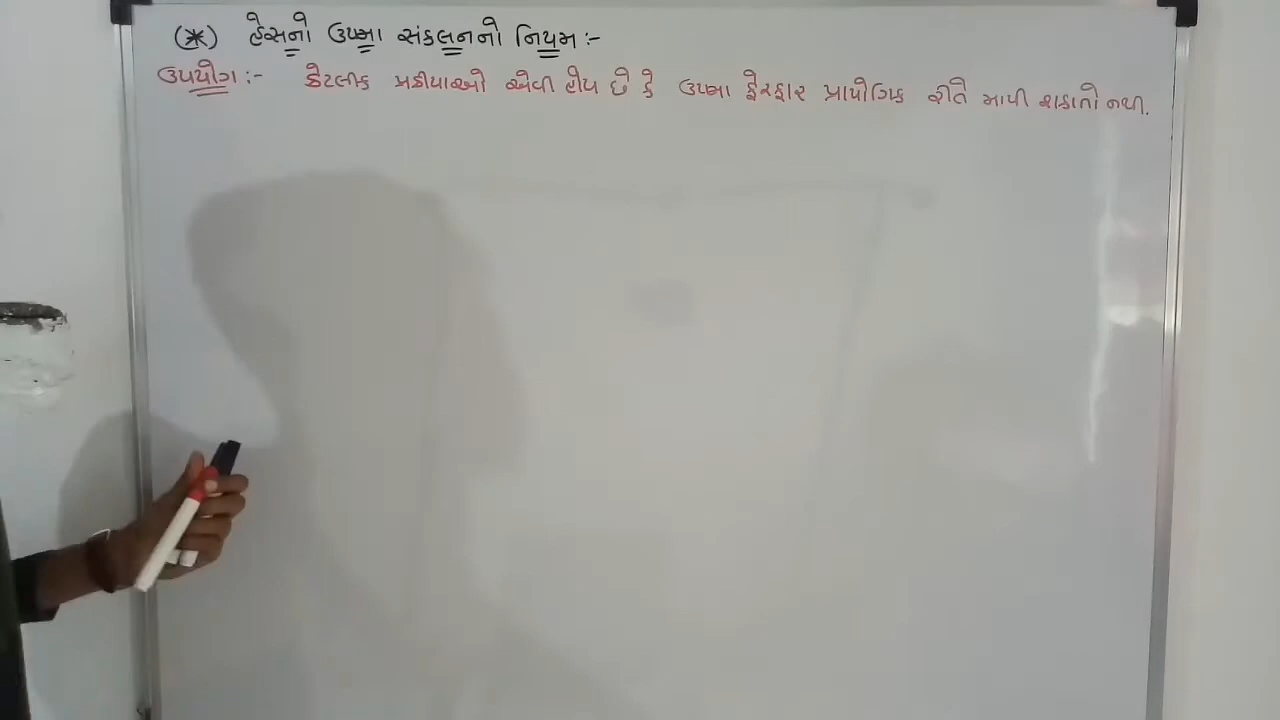 (*) હેસનો ઉષ્મા સંકલનનો નિયમ :-
ઉપયોગ :- કેટલીક પ્રક્રીયાઓ એવી હોય છે કે ઉષ્મા ફેરફાર પ્રાયોગિક રીતે માપી શકાતો નથી.